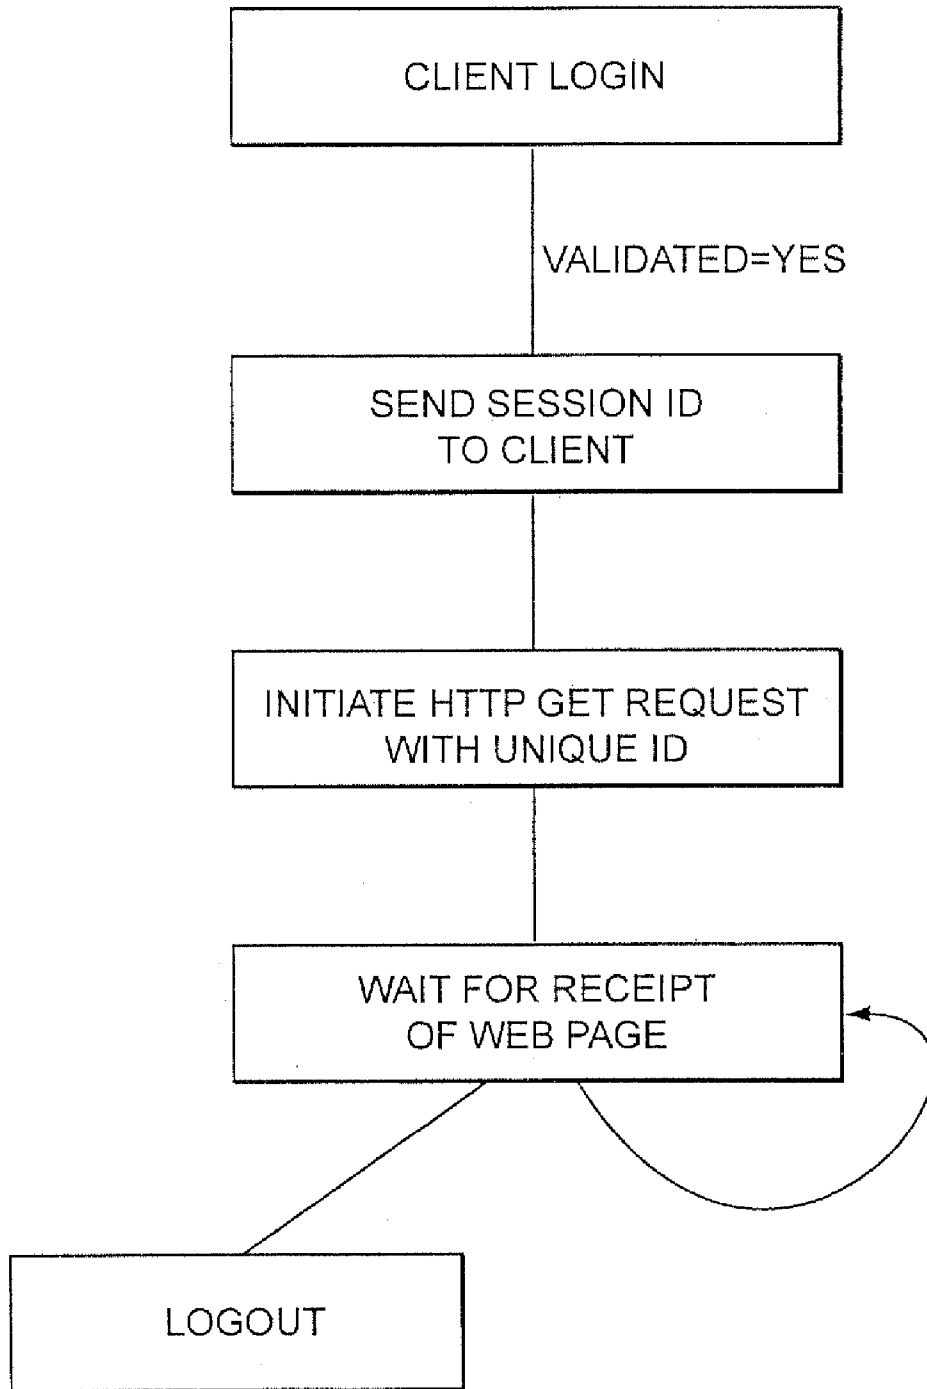 CLIENT LOGIN
VALIDATED=YES
SEND SESSION ID
TO CLIENT
INITIATE HTTP GET REQUEST
WITH UNIQUE ID
WAIT FOR RECEIPT
OF WEB PAGE
LOGOUT